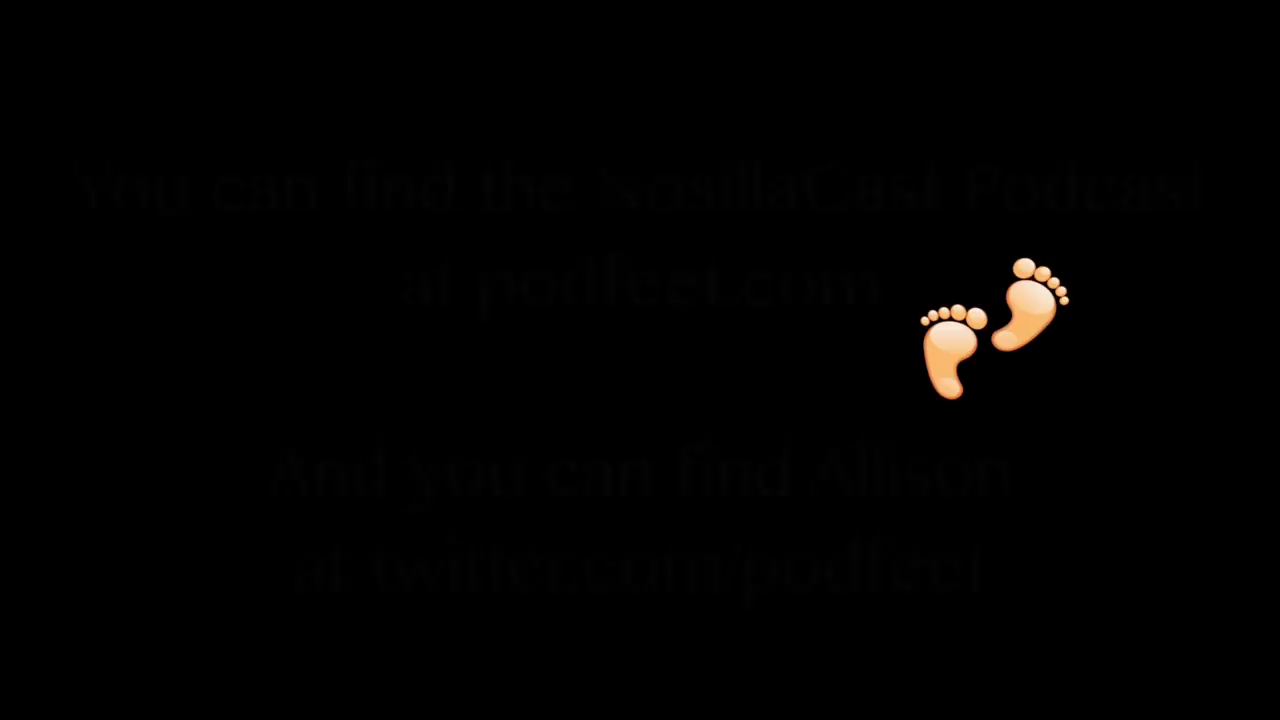 You can find the NosillaCast Podcast
at podfeet.com
And you can find Allison
at twitter.com/podfeet